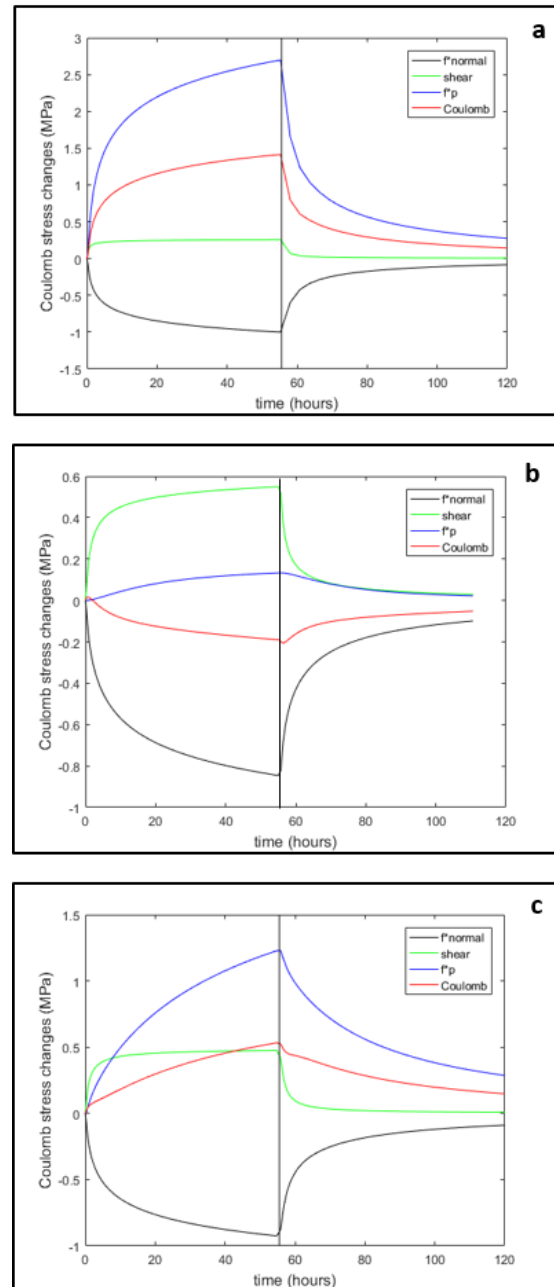 a
3
2.5
2
1.5
1
0.5
0
-0.5
-1
-1.5
Coulomb stress changes (MPa)
f*normal
shear
f*p
Coulomb
0 20 40 60 80 100 120
time (hours)
b
0.6
0.4
0.2
0
-0.2
-0.4
-0.6
-0.8
-1
Coulomb stress changes (MPa)
f*normal
shear
f*p
Coulomb
0 20 40 60 80 100 120
time (hours)
c
1.5
1
0.5
0
-0.5
-1
Coulomb stress changes (MPa)
f*normal
shear
f*p
Coulomb
0 20 40 60 80 100 120
time (hours)